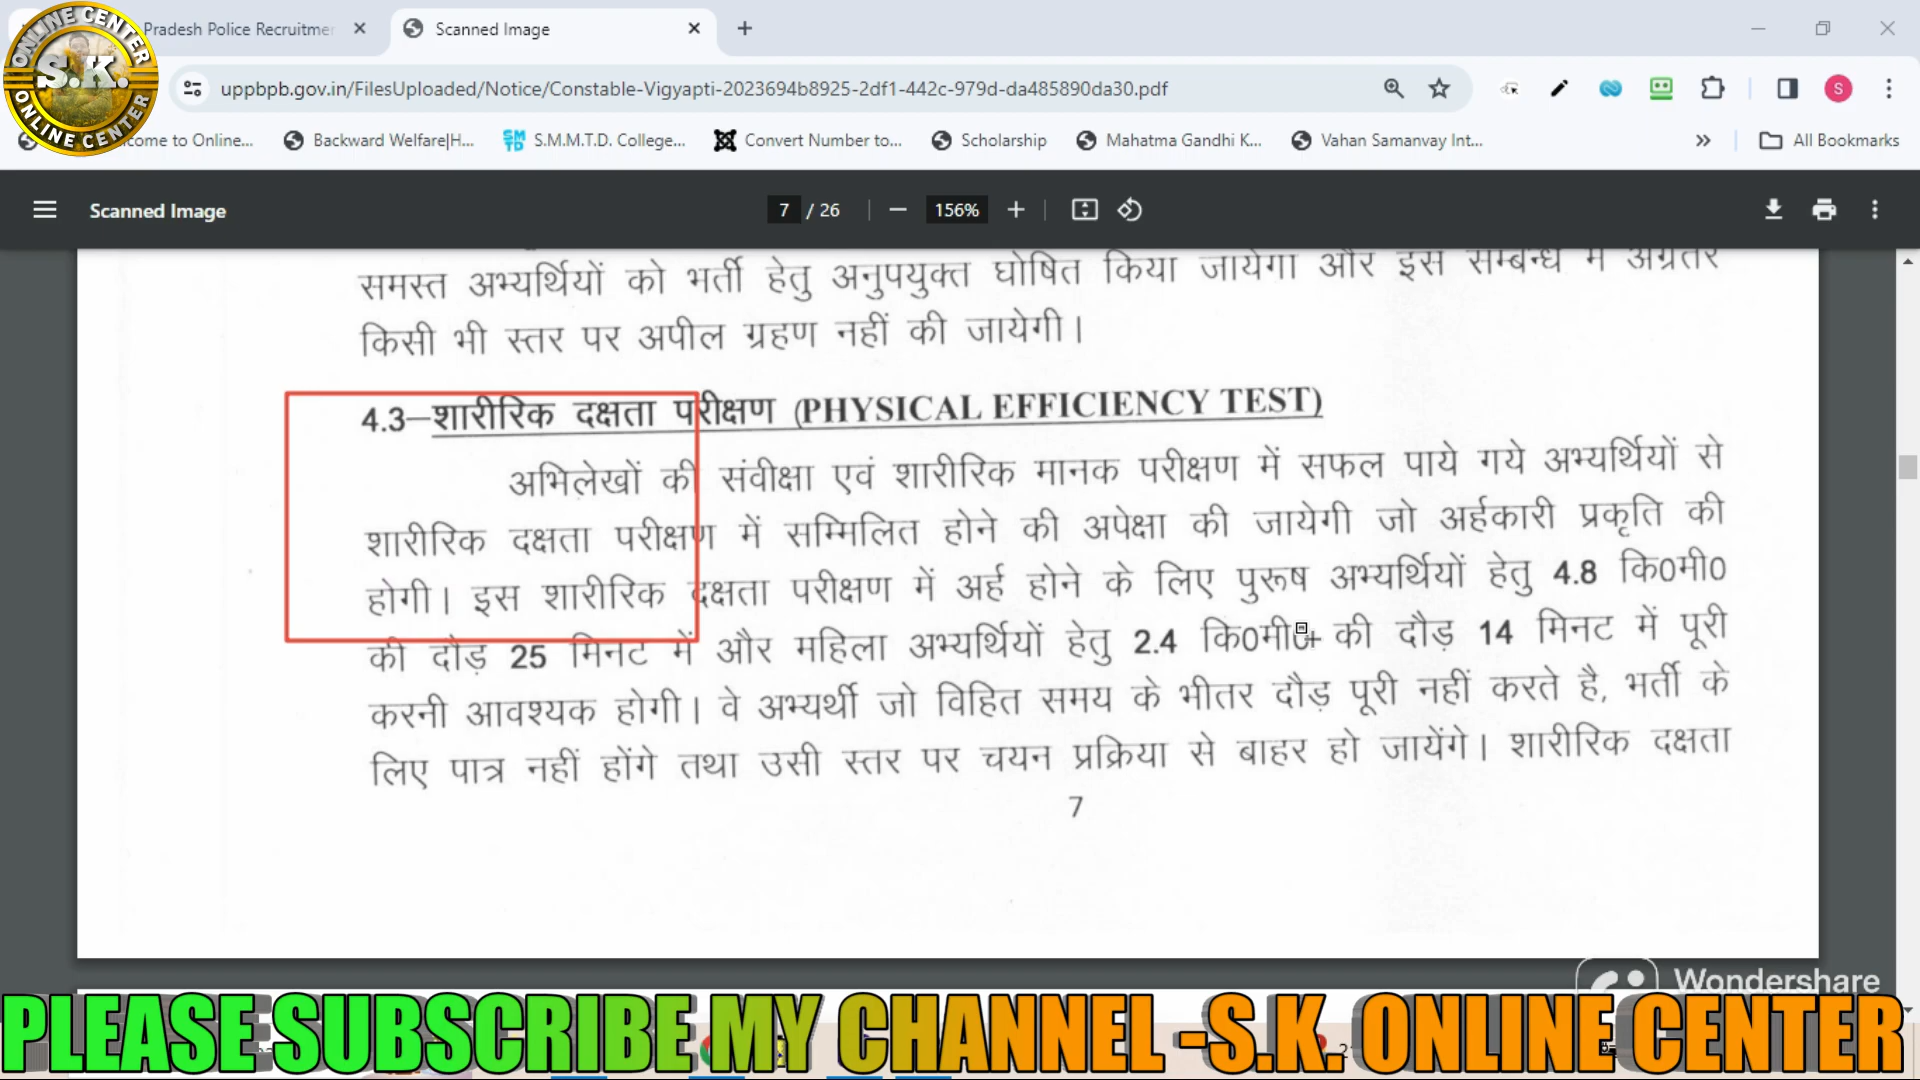 Pradesh Police Recruitmer
Scanned Image
ONLINE CENTER
S.K.
ONLINE CENTER
uppbpb.gov.in/FilesUploaded/Notice/Constable-Vigyapti-2023694b8925-2df1-442c-979d-da485890da30.pdf
S
come to Online...
Backward Welfare|H...
S.M.M.T.D. College...
Convert Number to...
Scholarship
Mahatma Gandhi K...
Vahan Samanvay Int...
All Bookmarks
Scanned Image
7 / 26
156%
समस्त अभ्यर्थियों को भर्ती हेतु अनुपयुक्त घोषित किया जायेगा और इस सम्बन्ध में अग्रेतर
किसी भी स्तर पर अपील ग्रहण नहीं की जायेगी।
4.3—शारीरिक दक्षता परीक्षण (PHYSICAL EFFICIENCY TEST)
अभिलेखों की संवीक्षा एवं शारीरिक मानक परीक्षण में सफल पाये गये अभ्यर्थियों से
शारीरिक दक्षता परीक्षण में सम्मिलित होने की अपेक्षा की जायेगी जो अर्हकारी प्रकृति की
होगी। इस शारीरिक दक्षता परीक्षण में अर्ह होने के लिए पुरूष अभ्यर्थियों हेतु 4.8 कि0मी0
की दौड़ 25 मिनट में और महिला अभ्यर्थियों हेतु 2.4 कि0मी0 की दौड़ 14 मिनट में पूरी
करनी आवश्यक होगी। वे अभ्यर्थी जो विहित समय के भीतर दौड़ पूरी नहीं करते है, भर्ती के
लिए पात्र नहीं होंगे तथा उसी स्तर पर चयन प्रक्रिया से बाहर हो जायेंगे। शारीरिक दक्षता
7
Wondershare
PLEASE SUBSCRIBE MY CHANNEL -S.K. ONLINE CENTER